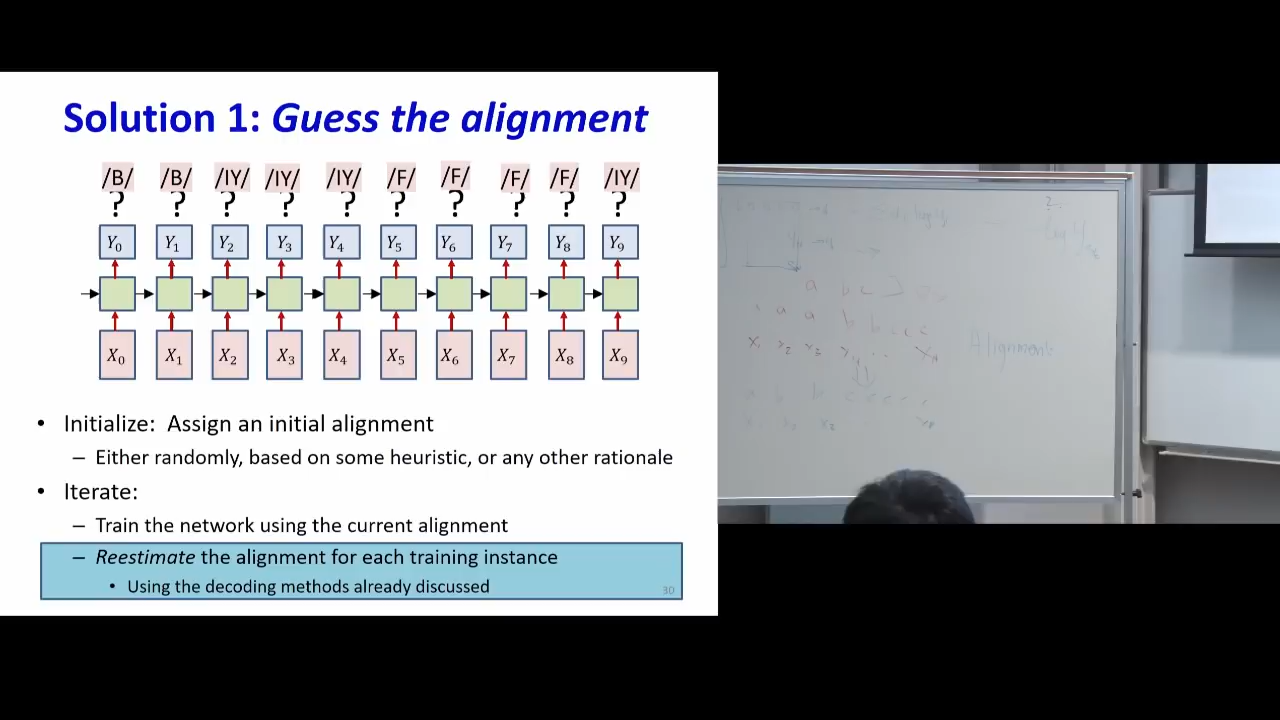 Solution 1: Guess the alignment
/B/ /B/ /IY/ /IY/ /IY/ /F/ /F/ /F/ /F/ /IY/
? ? ? ? ? ? ? ? ? ?
Y₀ Y₁ Y₂ Y₃ Y₄ Y₅ Y₆ Y₇ Y₈ Y₉
X₀ X₁ X₂ X₃ X₄ X₅ X₆ X₇ X₈ X₉
• Initialize: Assign an initial alignment
– Either randomly, based on some heuristic, or any other rationale
• Iterate:
– Train the network using the current alignment
– Reestimate the alignment for each training instance
• Using the decoding methods already discussed
30
a b c
a a b b c c c
Alignment